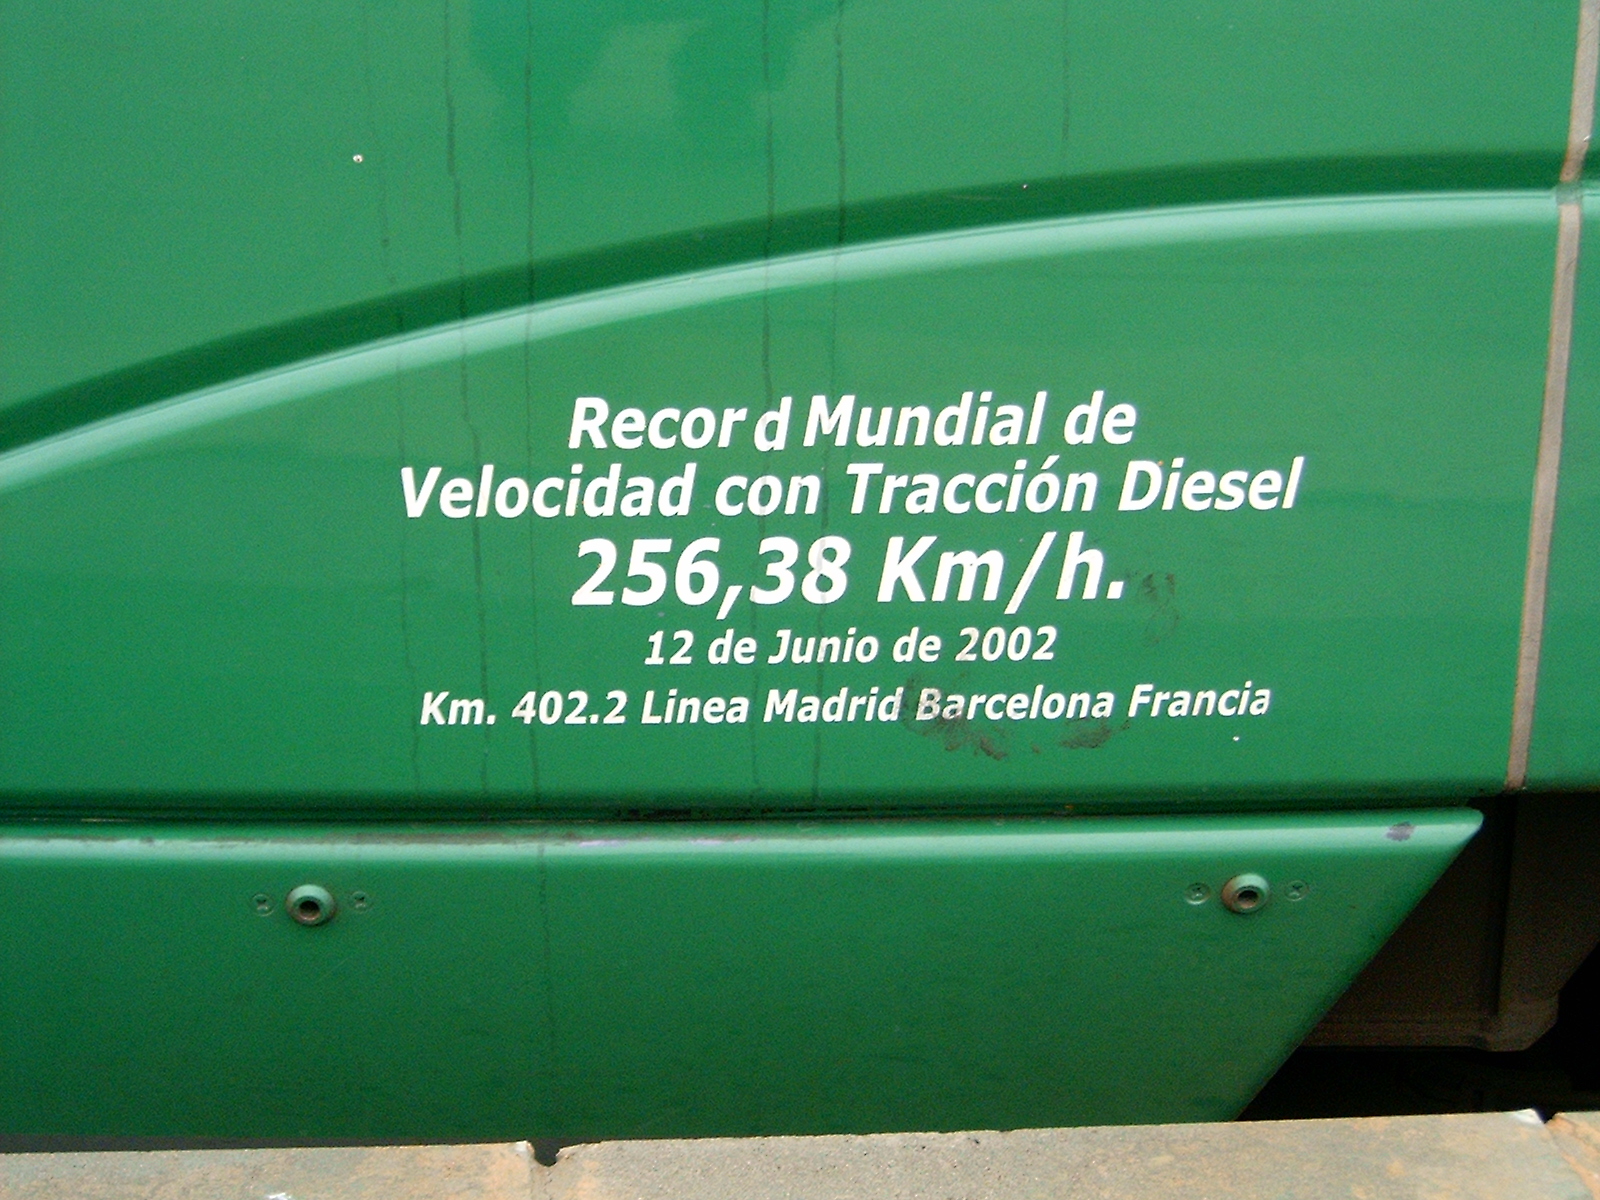 Record Mundial de
Velocidad con Tracción Diesel
256,38 Km/h.
12 de Junio de 2002
Km. 402.2 Linea Madrid Barcelona Francia